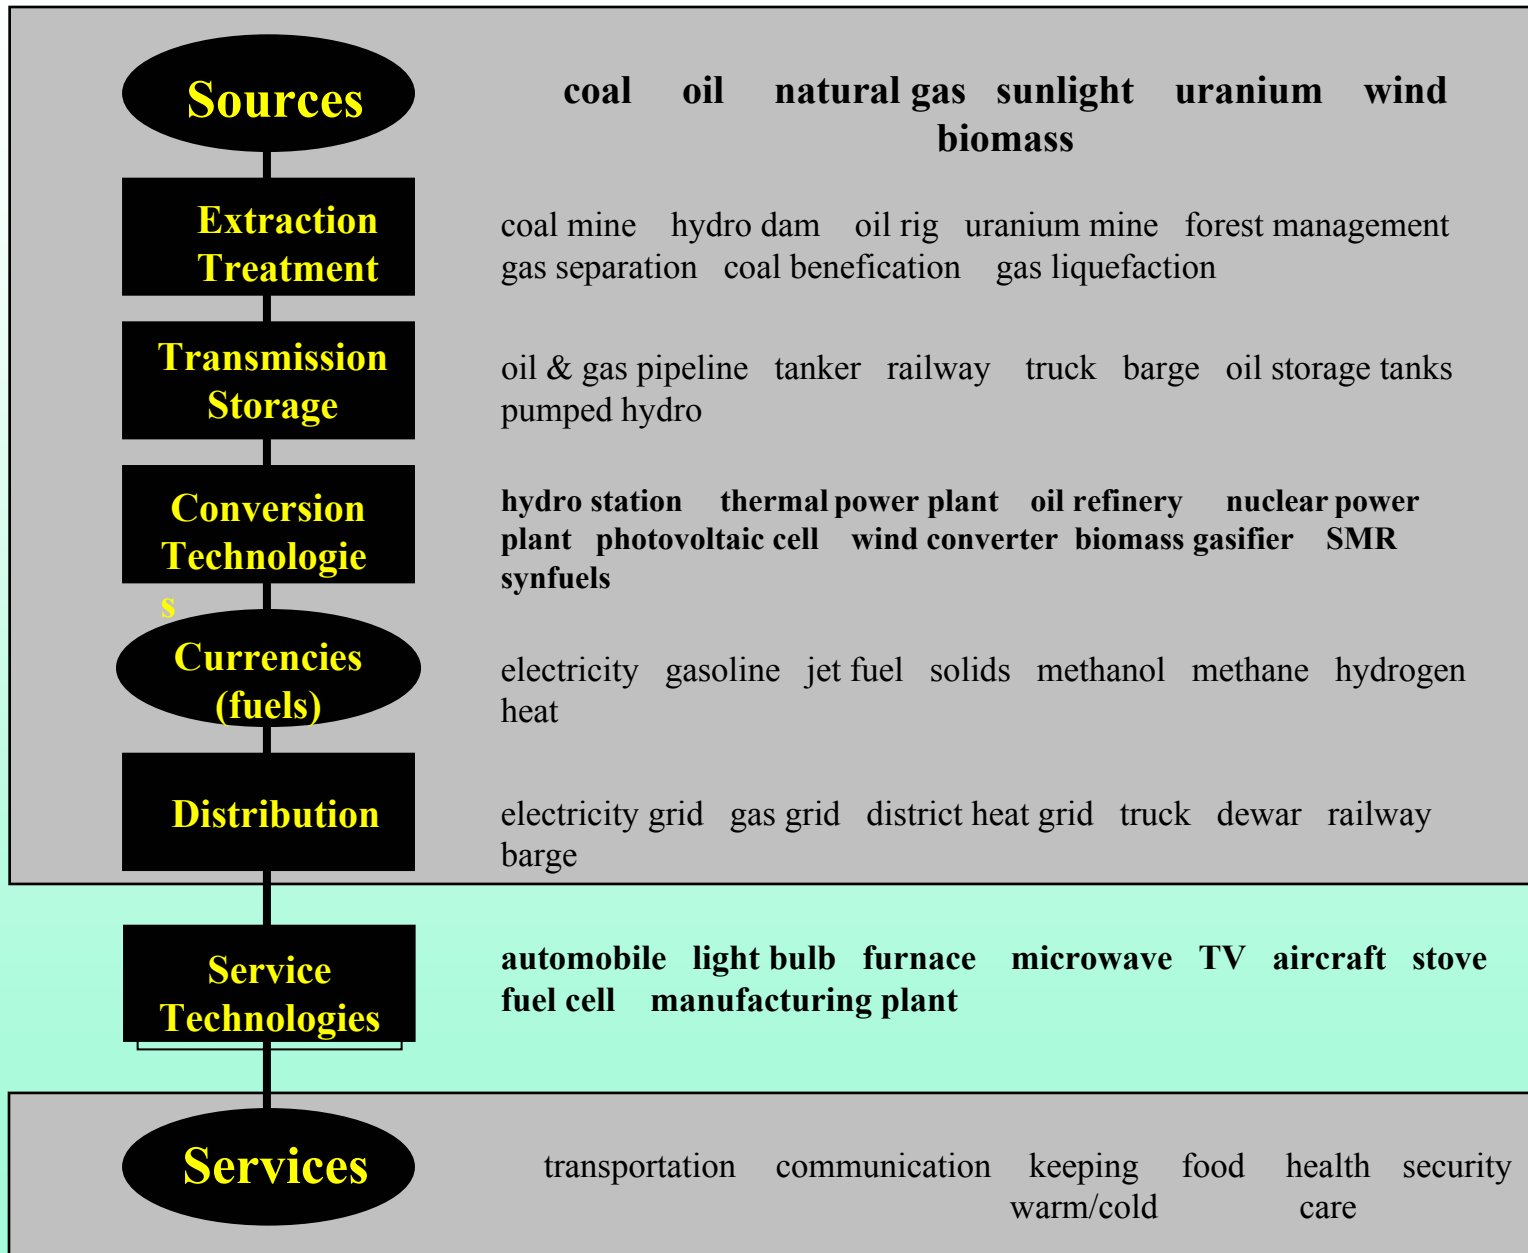 Sources
coal oil natural gas sunlight uranium wind
biomass
Extraction
Treatment
coal mine hydro dam oil rig uranium mine forest management
gas separation coal benefication gas liquefaction
Transmission
Storage
oil & gas pipeline tanker railway truck barge oil storage tanks
pumped hydro
Conversion
Technologie
s
hydro station thermal power plant oil refinery nuclear power
plant photovoltaic cell wind converter biomass gasifier SMR
synfuels
Currencies
(fuels)
electricity gasoline jet fuel solids methanol methane hydrogen
heat
Distribution
electricity grid gas grid district heat grid truck dewar railway
barge
Service
Technologies
automobile light bulb furnace microwave TV aircraft stove
fuel cell manufacturing plant
Services
transportation communication keeping food health security
warm/cold care